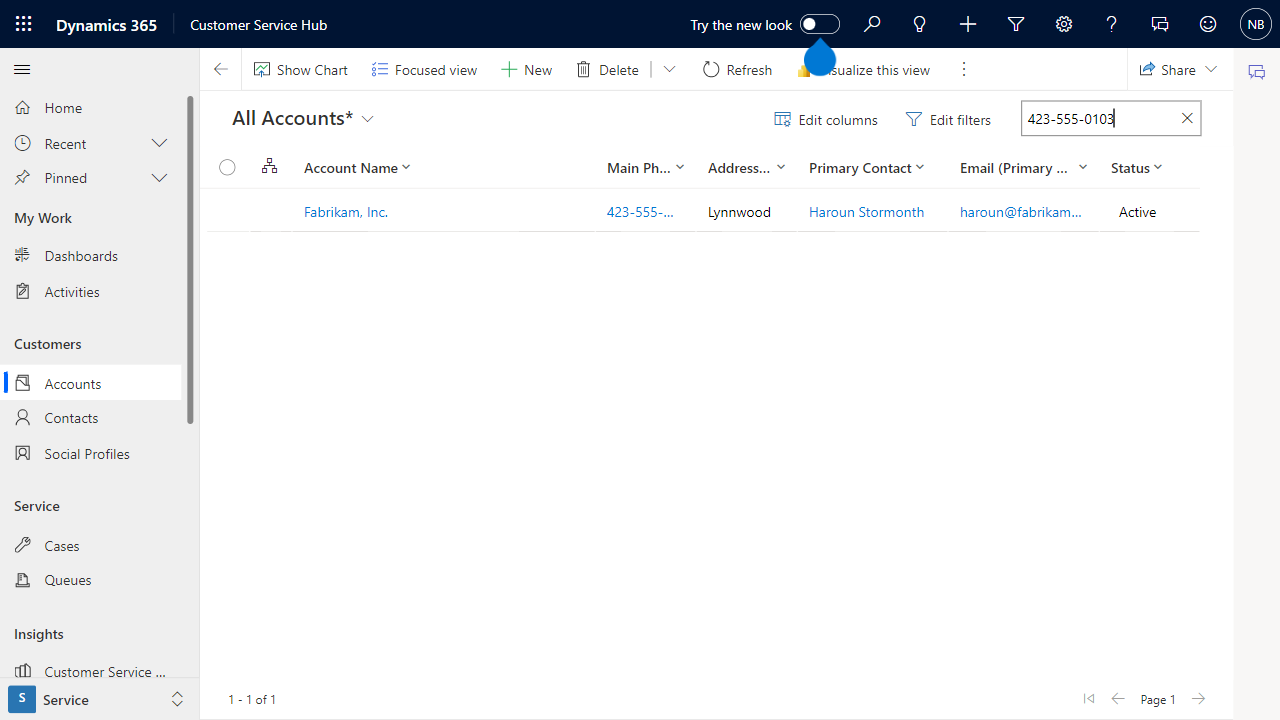 Dynamics 365 Customer Service Hub Try the new look NB
Show Chart Focused view New Delete Refresh Visualize this view Share
Home
Recent
Pinned
My Work
Dashboards
Activities
Customers
Accounts
Contacts
Social Profiles
Service
Cases
Queues
Insights
Customer Service ...
S Service
All Accounts* Edit columns Edit filters 423-555-0103
Account Name Main Ph... Address... Primary Contact Email (Primary ... Status
Fabrikam, Inc. 423-555-... Lynnwood Haroun Stormonth haroun@fabrikam... Active
1 - 1 of 1 Page 1